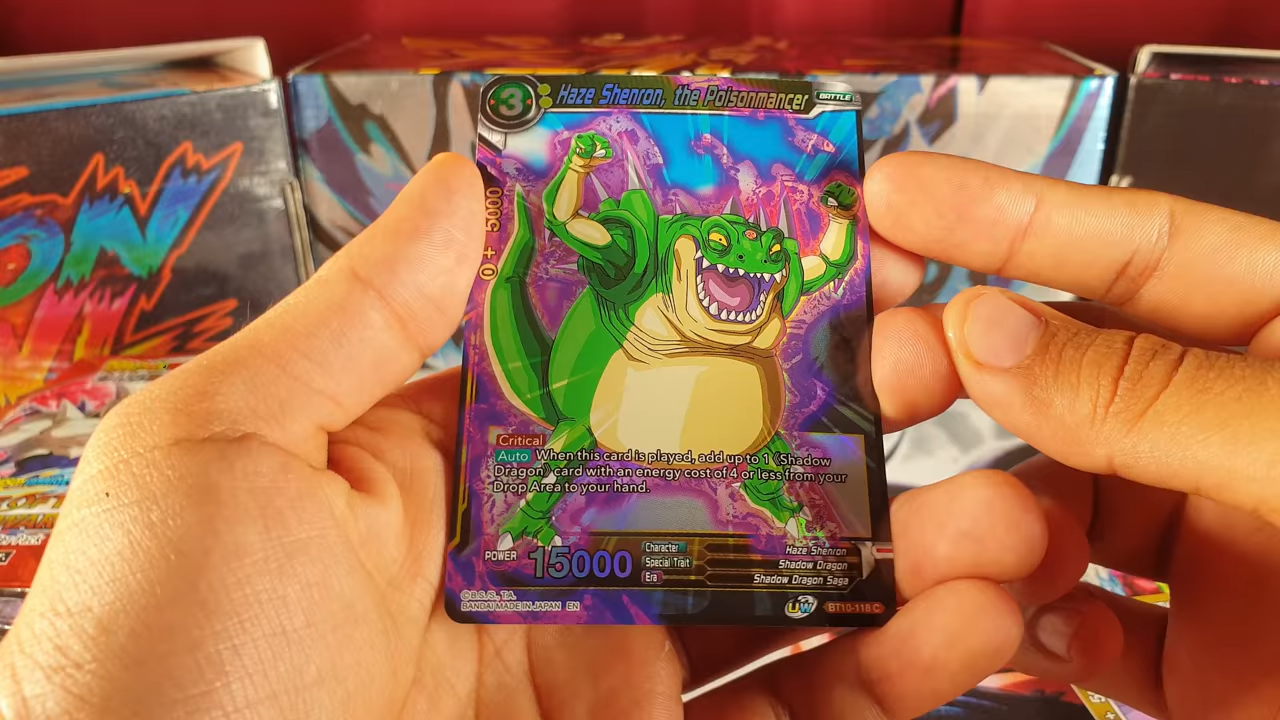 3
Haze Shenron, the Poisonmancer
BATTLE
0 + 5000
Critical
Auto When this card is played, add up to 1 《Shadow
Dragon》 card with an energy cost of 4 or less from your
Drop Area to your hand.
POWER 15000
Character Haze Shenron
Special Trait Shadow Dragon
Era Shadow Dragon Saga
©B.S./S., T.A.
BANDAI MADE IN JAPAN EN
UW
BT10-118 C
ON